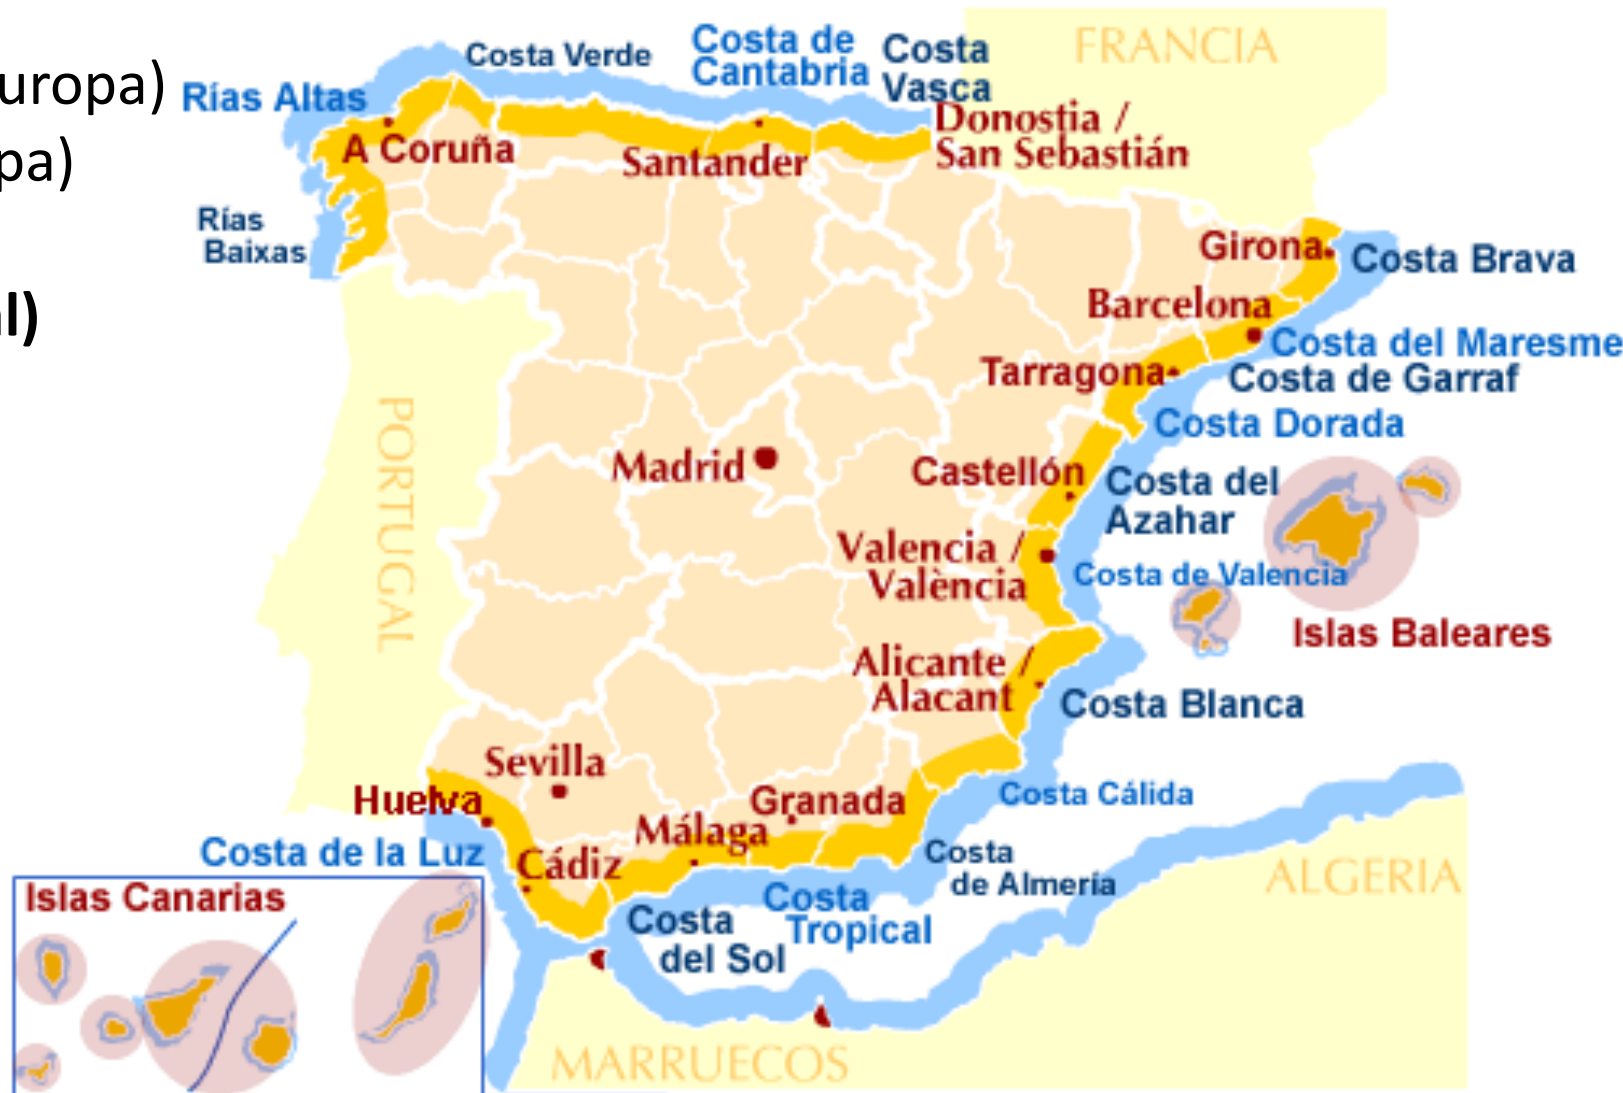 uropa)
pa)
l)
FRANCIA
Costa Verde
Costa de
Cantabria
Costa
Vasca
Rías Altas
Donostia /
San Sebastián
A Coruña
Santander
Rías
Baixas
Girona
Costa Brava
Barcelona
Costa del Maresme
Tarragona
Costa de Garraf
Costa Dorada
PORTUGAL
Madrid
Castellón
Costa del
Azahar
Valencia /
València
Costa de Valencia
Islas Baleares
Alicante /
Alacant
Costa Blanca
Sevilla
Huelva
Granada
Costa Cálida
Málaga
Costa de la Luz
Cádiz
Costa
de Almería
ALGERIA
Islas Canarias
Costa
Tropical
Costa
del Sol
MARRUECOS